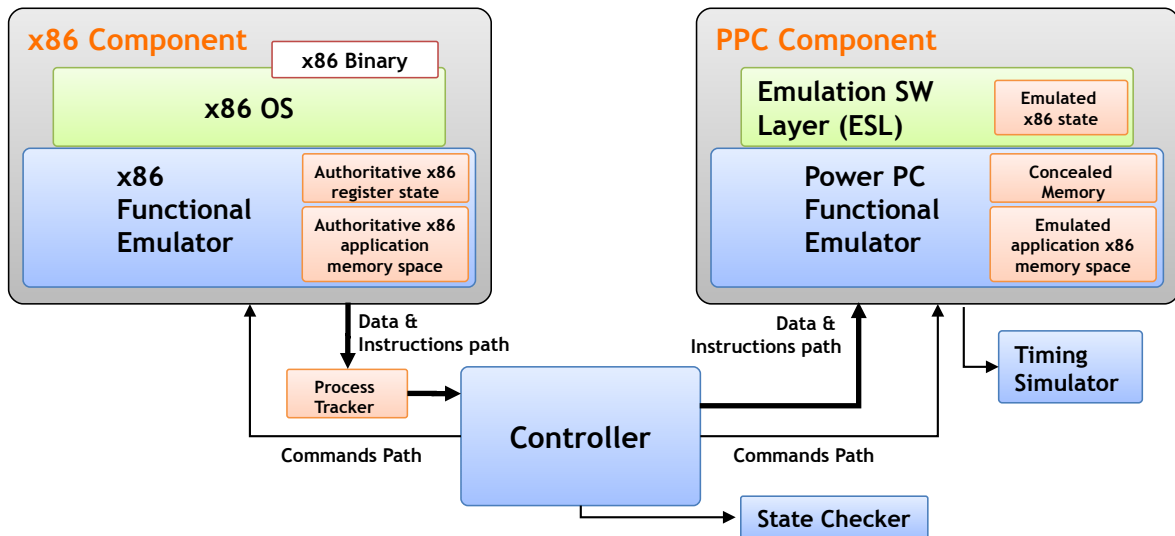 x86 Component
x86 Binary
x86 OS
x86
Functional
Emulator
Authoritative x86
register state
Authoritative x86
application
memory space
PPC Component
Emulation SW
Layer (ESL)
Emulated
x86 state
Power PC
Functional
Emulator
Concealed
Memory
Emulated
application x86
memory space
Data &
Instructions path
Process
Tracker
Commands Path
Controller
Data &
Instructions path
Commands Path
Timing
Simulator
State Checker